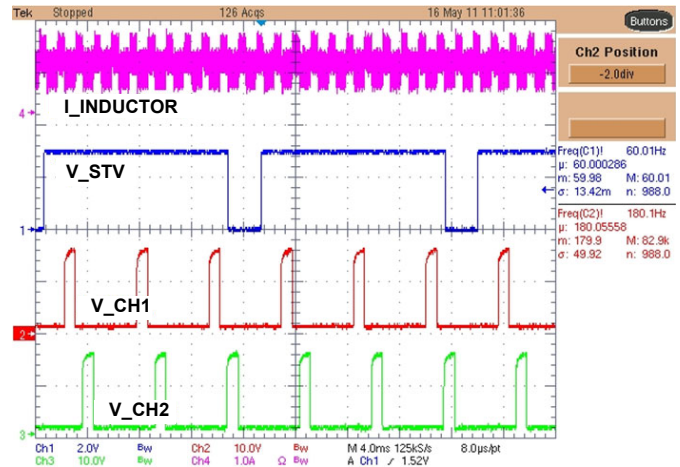 Tek Stopped 126 Acqs 16 May 11 11:01:36
Buttons
Ch2 Position
-2.0div
I_INDUCTOR
4
Freq(C1)! 60.01Hz
µ: 60.000286
m: 59.98 M: 60.01
σ: 13.42m n: 988.0
V_STV
1
Freq(C2)! 180.1Hz
µ: 180.05558
m: 179.9 M: 82.9k
σ: 49.92 n: 988.0
V_CH1
2
V_CH2
3
Ch1 2.0V Bw Ch2 10.0V Bw M 4.0ms 125kS/s 8.0µs/pt
Ch3 10.0V Bw Ch4 1.0A Ω Bw A Ch1 / 1.52V